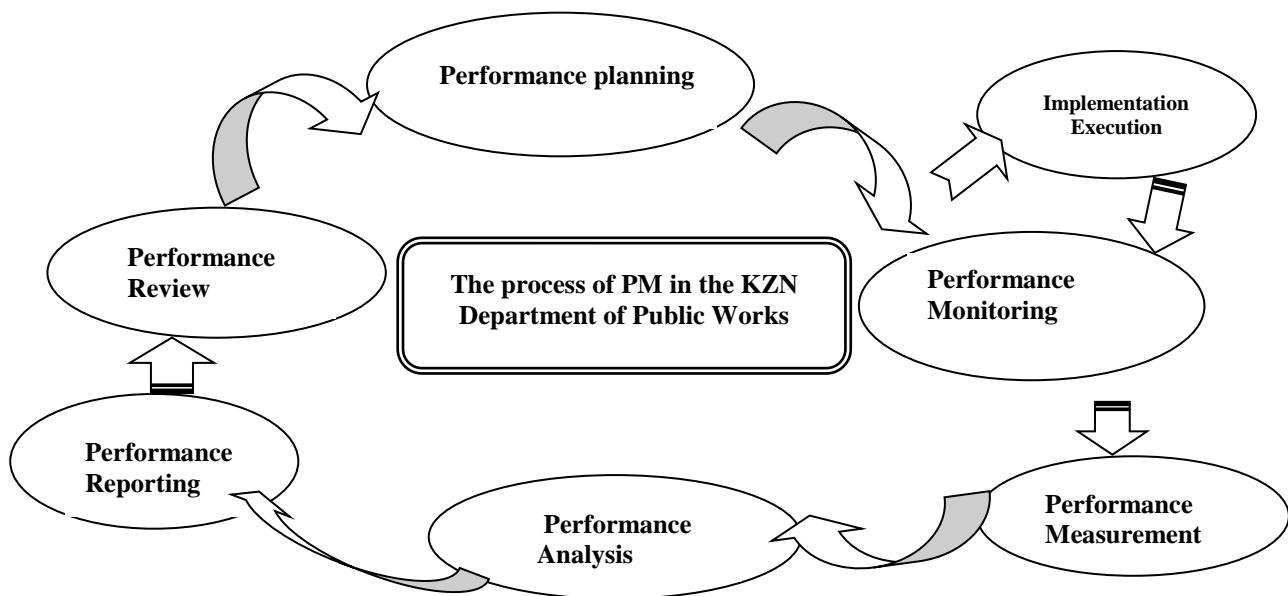 Performance planning
Implementation
Execution
Performance
Review
The process of PM in the KZN
Department of Public Works
Performance
Monitoring
Performance
Reporting
Performance
Analysis
Performance
Measurement